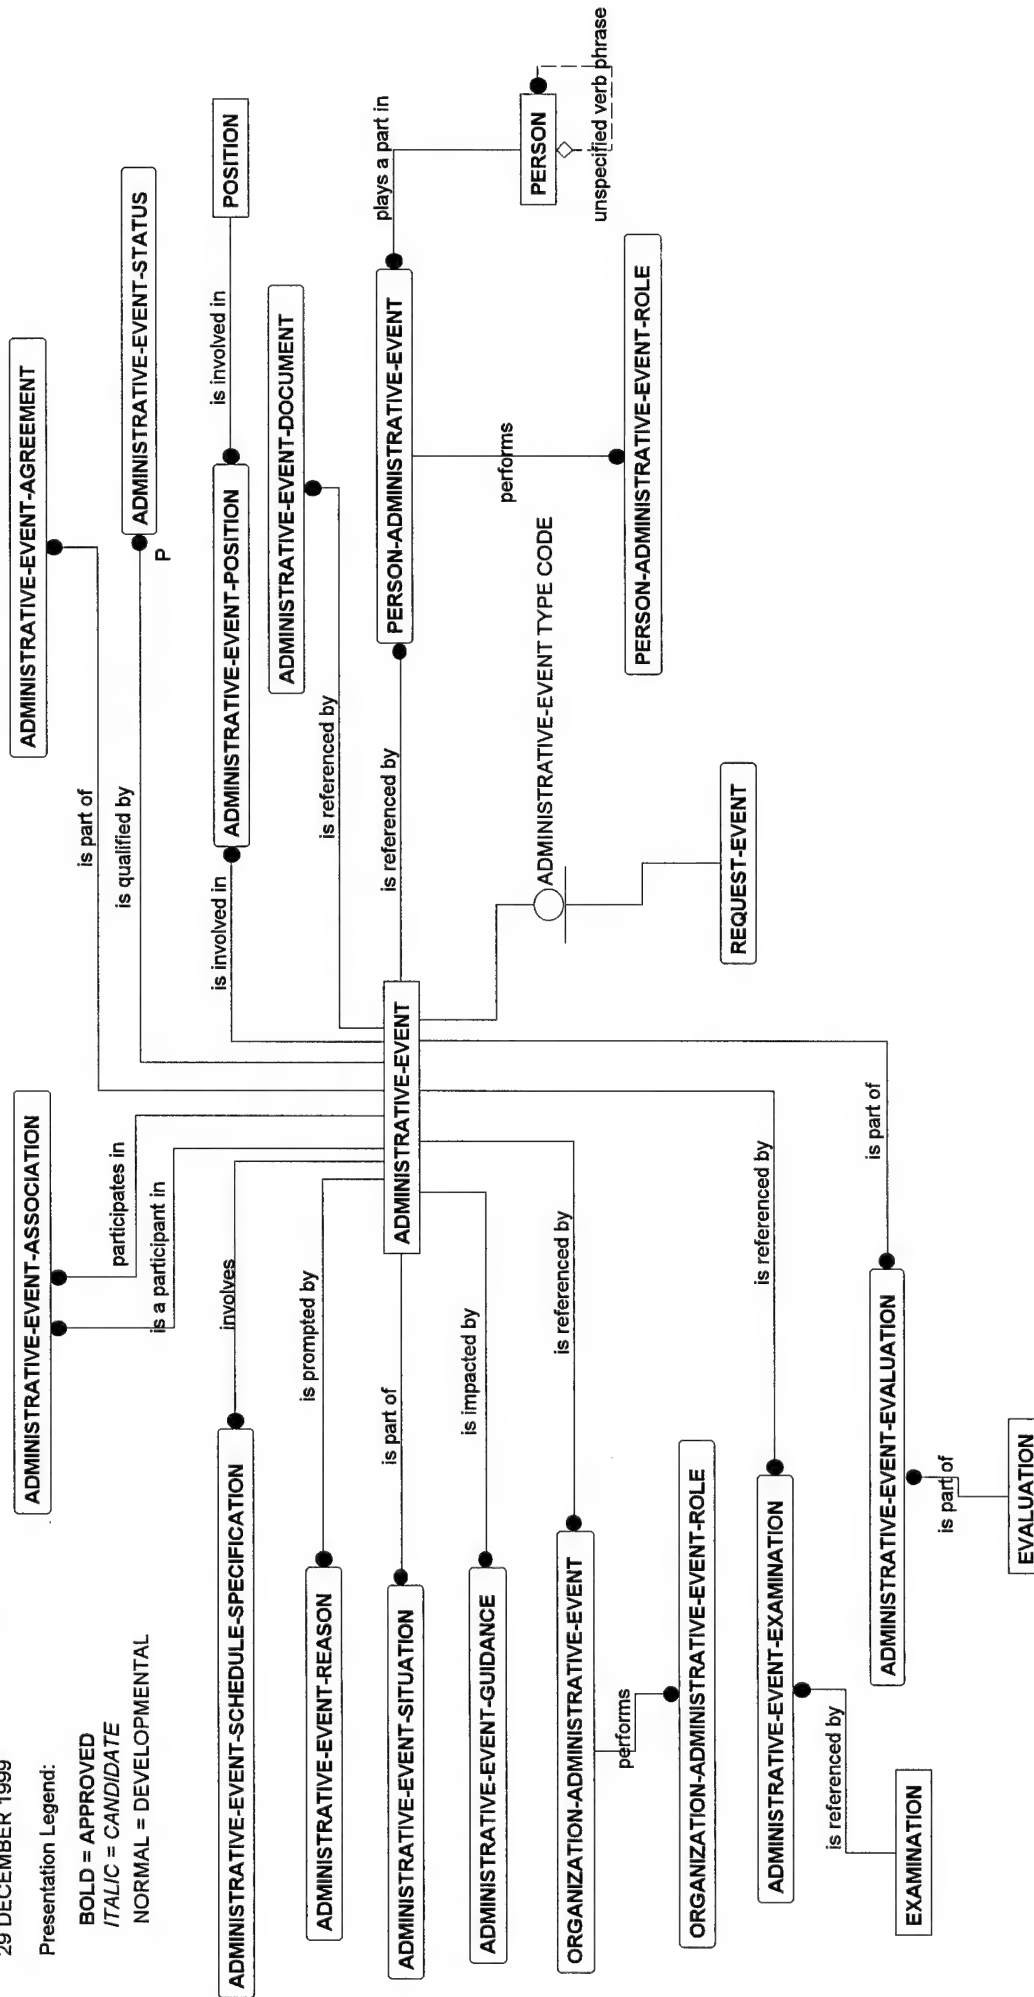 29 DECEMBER 1999
Presentation Legend:
BOLD = APPROVED
ITALIC = CANDIDATE
NORMAL = DEVELOPMENTAL
ADMINISTRATIVE-EVENT-ASSOCIATION
participates in
is a participant in
ADMINISTRATIVE-EVENT-AGREEMENT
is part of
ADMINISTRATIVE-EVENT-STATUS
is qualified by
P
ADMINISTRATIVE-EVENT-SCHEDULE-SPECIFICATION
involves
is involved in
ADMINISTRATIVE-EVENT-POSITION
is involved in
POSITION
ADMINISTRATIVE-EVENT-REASON
is prompted by
is referenced by
ADMINISTRATIVE-EVENT-DOCUMENT
ADMINISTRATIVE-EVENT-SITUATION
is part of
ADMINISTRATIVE-EVENT
is referenced by
PERSON-ADMINISTRATIVE-EVENT
plays a part in
ADMINISTRATIVE-EVENT-GUIDANCE
is impacted by
performs
PERSON
unspecified verb phrase
ORGANIZATION-ADMINISTRATIVE-EVENT
is referenced by
ADMINISTRATIVE-EVENT TYPE CODE
performs
PERSON-ADMINISTRATIVE-EVENT-ROLE
ORGANIZATION-ADMINISTRATIVE-EVENT-ROLE
REQUEST-EVENT
ADMINISTRATIVE-EVENT-EXAMINATION
is referenced by
is referenced by
EXAMINATION
ADMINISTRATIVE-EVENT-EVALUATION
is part of
is part of
EVALUATION